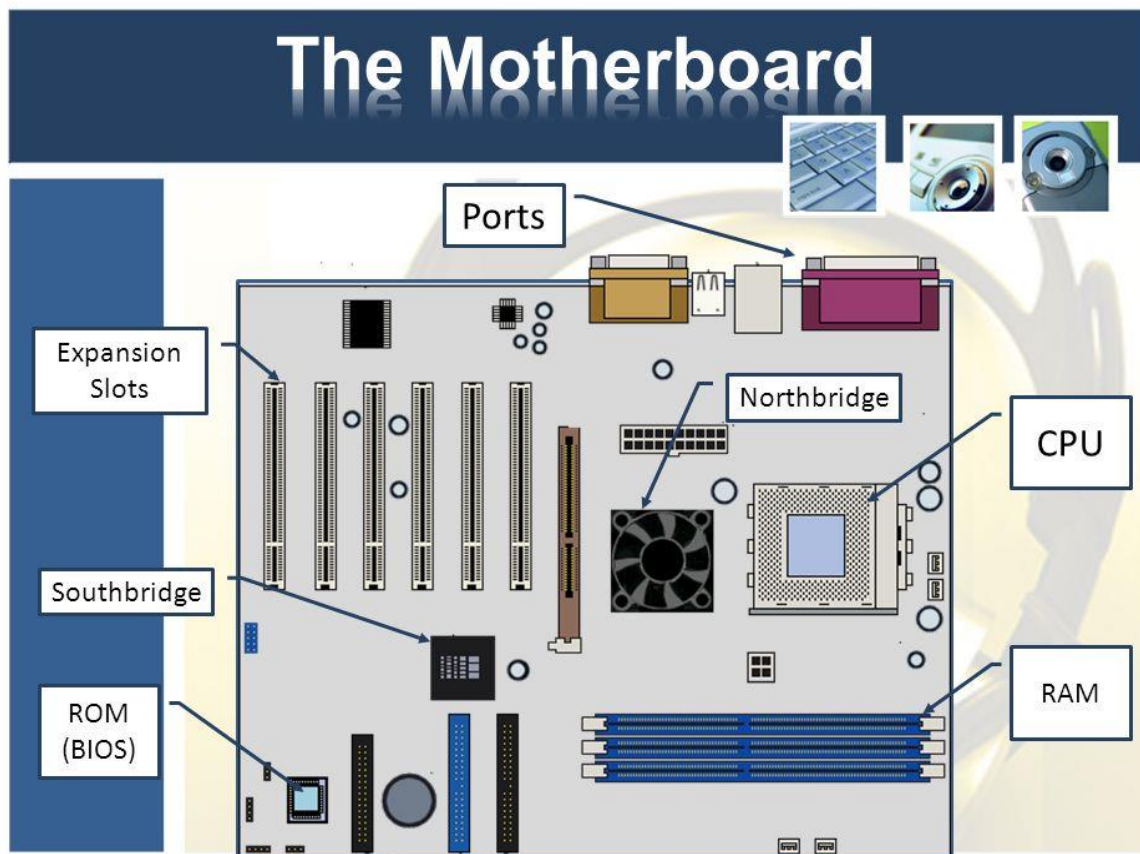 The Motherboard
Ports
Expansion
Slots
Northbridge
CPU
Southbridge
ROM
(BIOS)
RAM